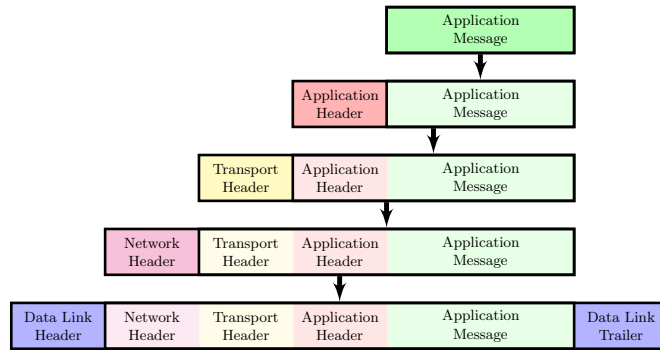 Application
Message
Application
Header
Application
Message
Transport
Header
Application
Header
Application
Message
Network
Header
Transport
Header
Application
Header
Application
Message
Data Link
Header
Network
Header
Transport
Header
Application
Header
Application
Message
Data Link
Trailer